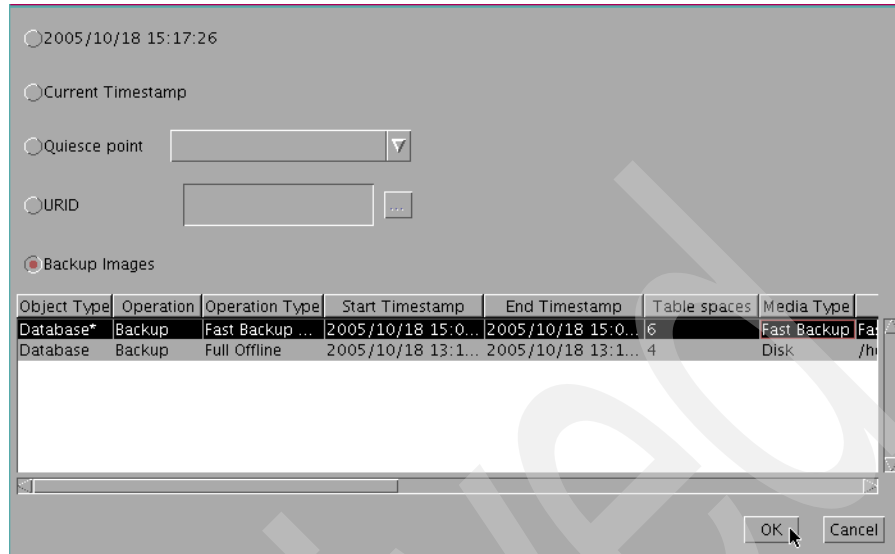 2005/10/18 15:17:26
Current Timestamp
Quiesce point
URID ...
Backup Images
Object Type Operation Operation Type Start Timestamp End Timestamp Table spaces Media Type
Database* Backup Fast Backup ... 2005/10/18 15:0... 2005/10/18 15:0... 6 Fast Backup Fas
Database Backup Full Offline 2005/10/18 13:1... 2005/10/18 13:1... 4 Disk
OK Cancel